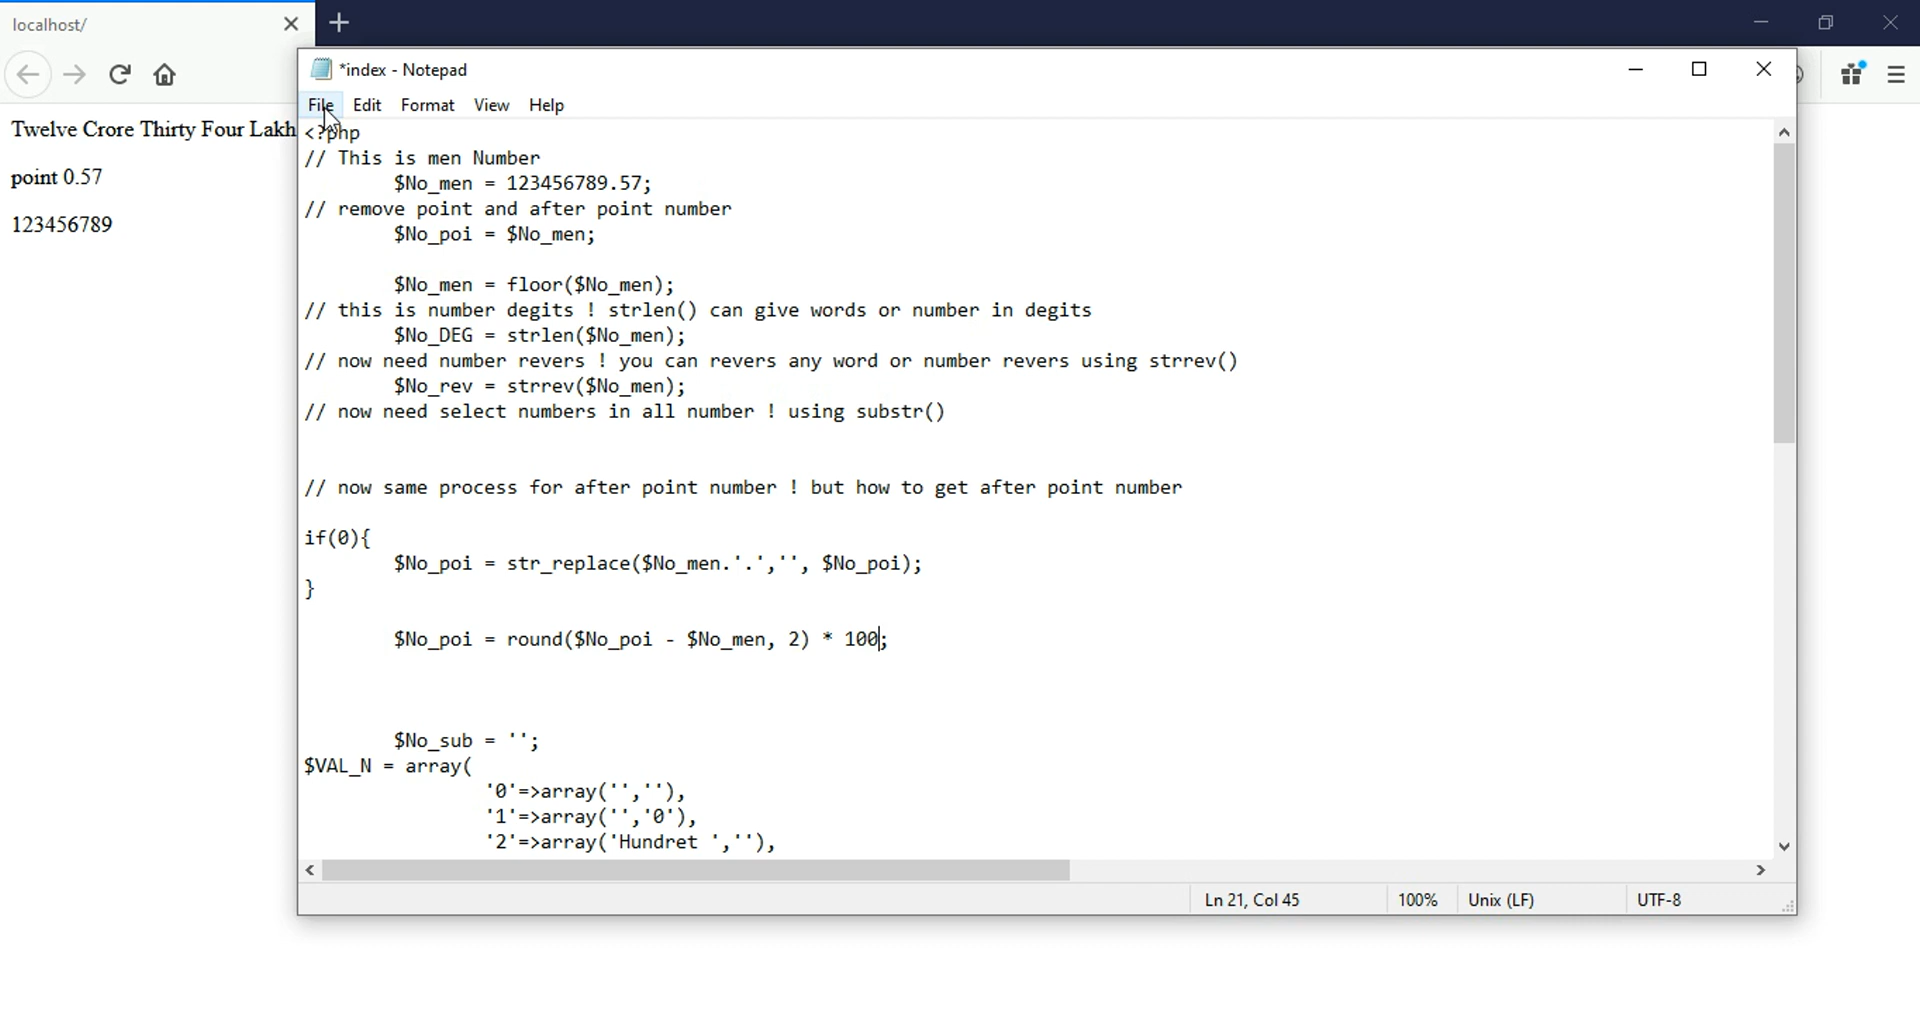 localhost/
Twelve Crore Thirty Four Lakh
point 0.57
123456789
*index - Notepad
File Edit Format View Help
<?php
// This is men Number
$No_men = 123456789.57;
// remove point and after point number
$No_poi = $No_men;
$No_men = floor($No_men);
// this is number degits ! strlen() can give words or number in degits
$No_DEG = strlen($No_men);
// now need number revers ! you can revers any word or number revers using strrev()
$No_rev = strrev($No_men);
// now need select numbers in all number ! using substr()
// now same process for after point number ! but how to get after point number
if(0){
$No_poi = str_replace($No_men.'.','', $No_poi);
}
$No_poi = round($No_poi - $No_men, 2) * 100;
$No_sub = '';
$VAL_N = array(
'0'=>array('',''),
'1'=>array('','0'),
'2'=>array('Hundret ',''),
Ln 21, Col 45 100% Unix (LF) UTF-8